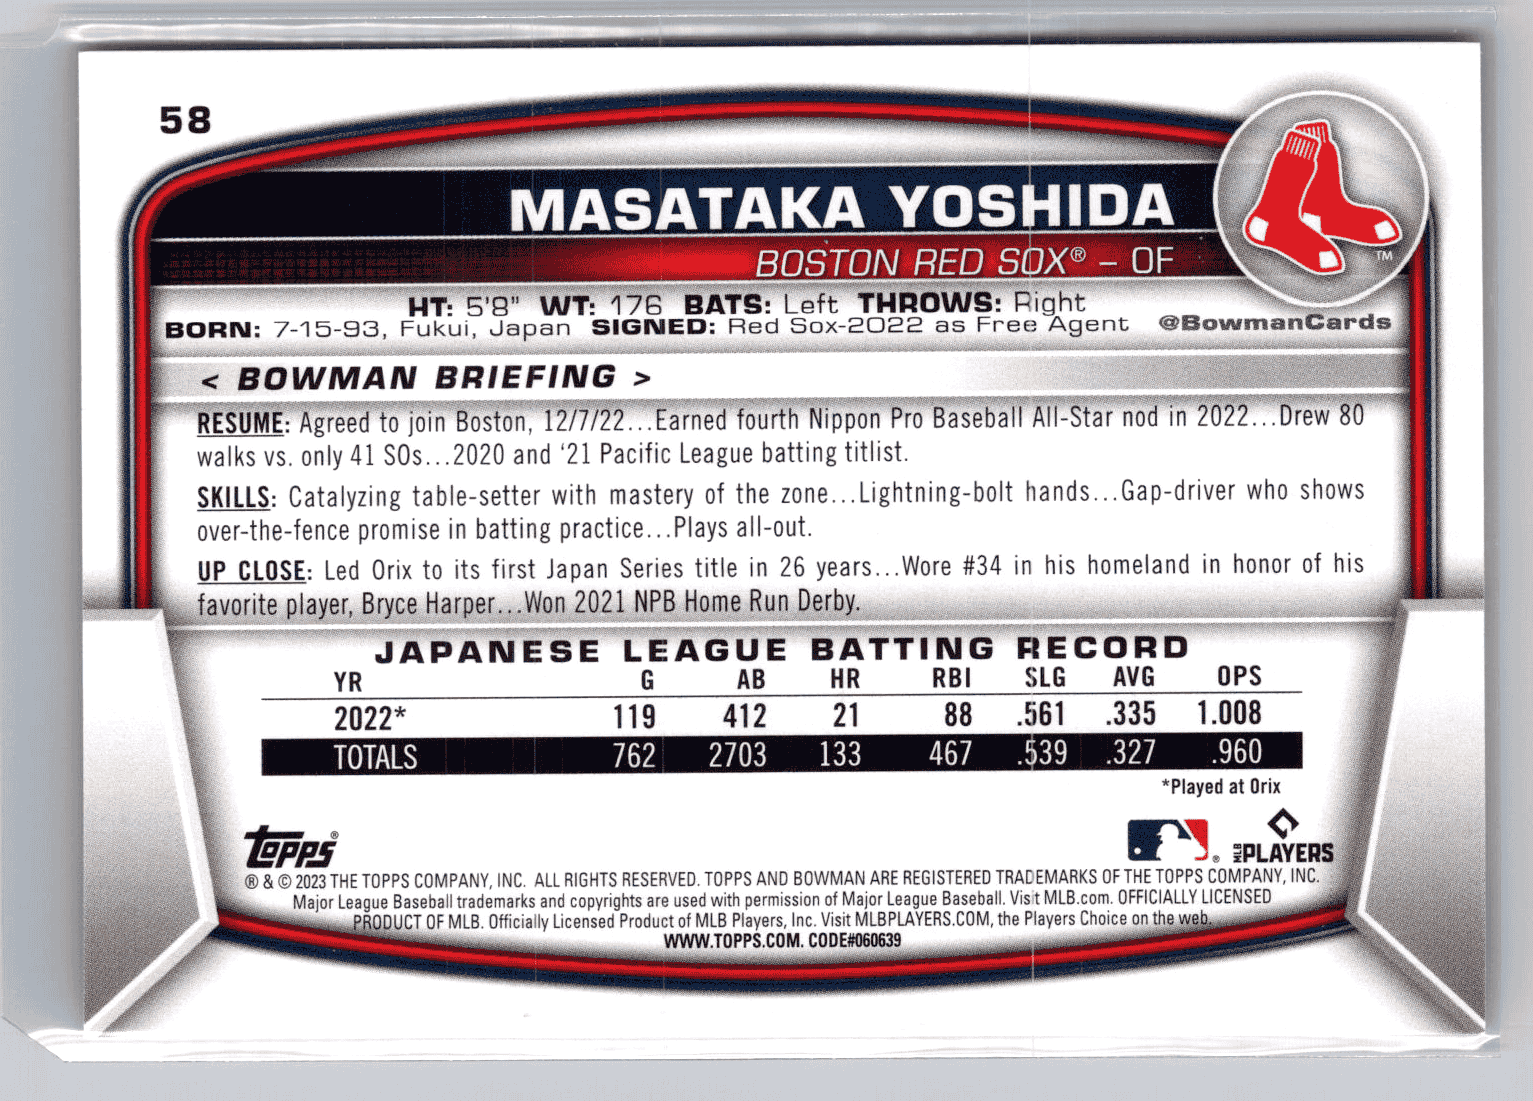 58
MASATAKA YOSHIDA
BOSTON RED SOX® – OF
™
HT: 5'8" WT: 176 BATS: Left THROWS: Right
BORN: 7-15-93, Fukui, Japan SIGNED: Red Sox-2022 as Free Agent @BowmanCards
< BOWMAN BRIEFING >
RESUME: Agreed to join Boston, 12/7/22...Earned fourth Nippon Pro Baseball All-Star nod in 2022...Drew 80
walks vs. only 41 SOs...2020 and ‘21 Pacific League batting titlist.
SKILLS: Catalyzing table-setter with mastery of the zone...Lightning-bolt hands...Gap-driver who shows
over-the-fence promise in batting practice...Plays all-out.
UP CLOSE: Led Orix to its first Japan Series title in 26 years...Wore #34 in his homeland in honor of his
favorite player, Bryce Harper...Won 2021 NPB Home Run Derby.
JAPANESE LEAGUE BATTING RECORD
YR G AB HR RBI SLG AVG OPS
2022* 119 412 21 88 .561 .335 1.008
TOTALS 762 2703 133 467 .539 .327 .960
*Played at Orix
Topps®
® MLB PLAYERS
® & © 2023 THE TOPPS COMPANY, INC. ALL RIGHTS RESERVED. TOPPS AND BOWMAN ARE REGISTERED TRADEMARKS OF THE TOPPS COMPANY, INC.
Major League Baseball trademarks and copyrights are used with permission of Major League Baseball. Visit MLB.com. OFFICIALLY LICENSED
PRODUCT OF MLB. Officially Licensed Product of MLB Players, Inc. Visit MLBPLAYERS.COM, the Players Choice on the web.
WWW.TOPPS.COM. CODE#060639